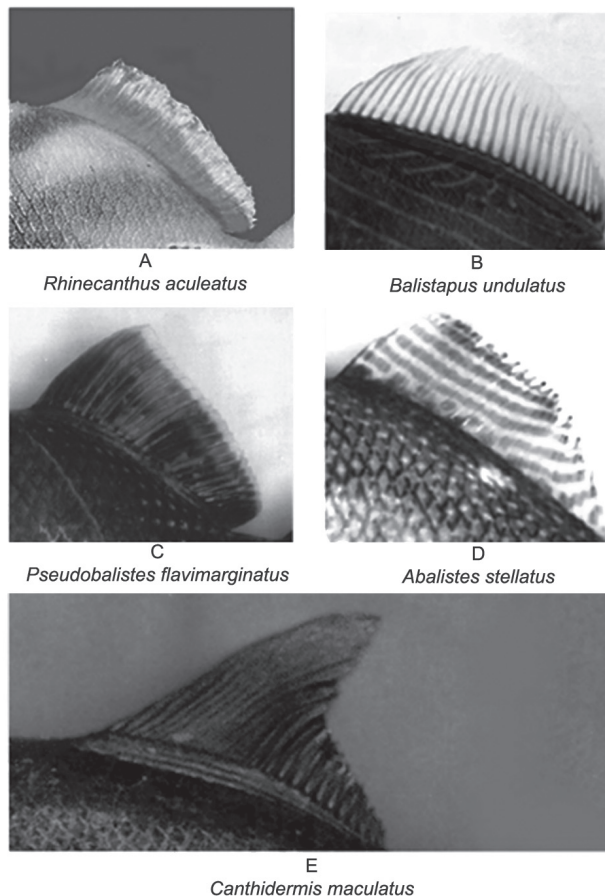 A
Rhinecanthus aculeatus
B
Balistapus undulatus
C
Pseudobalistes flavimarginatus
D
Abalistes stellatus
E
Canthidermis maculatus